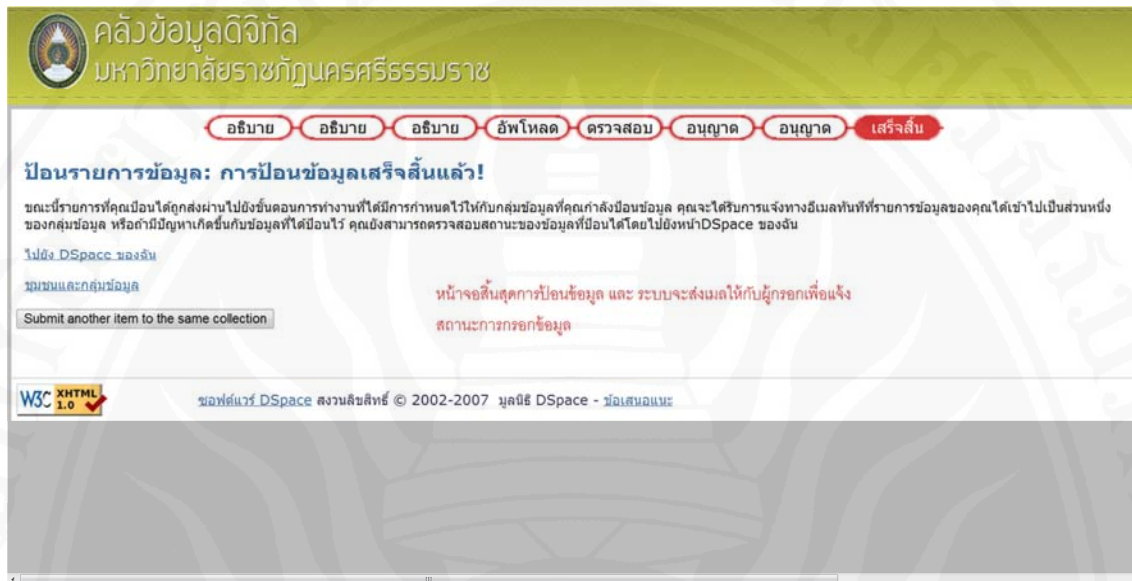 คลังข้อมูลดิจิทัล
มหาวิทยาลัยราชภัฏนครศรีธรรมราช
อธิบาย อธิบาย อธิบาย อัพโหลด ตรวจสอบ อนุญาต อนุญาต เสร็จสิ้น
ป้อนรายการข้อมูล: การป้อนข้อมูลเสร็จสิ้นแล้ว!
ขณะนี้รายการที่คุณป้อนได้ถูกส่งผ่านไปยังขั้นตอนการทำงานที่ได้มีการกำหนดไว้ให้กับกลุ่มข้อมูลที่คุณกำลังป้อนข้อมูล คุณจะได้รับการแจ้งทางอีเมลทันทีที่รายการข้อมูลของคุณได้เข้าไปเป็นส่วนหนึ่ง
ของกลุ่มข้อมูล หรือถ้ามีปัญหาเกิดขึ้นกับข้อมูลที่ได้ป้อนไว้ คุณยังสามารถตรวจสอบสถานะของข้อมูลที่ป้อนได้โดยไปยังหน้าDSpace ของฉัน
ไปยัง DSpace ของฉัน
ชุมชนและกลุ่มข้อมูล
หน้าจอสิ้นสุดการป้อนข้อมูล และ ระบบจะส่งเมลให้กับผู้กรอกเพื่อแจ้ง
Submit another item to the same collection
สถานะการกรอกข้อมูล
W3C XHTML 1.0
ซอฟต์แวร์ DSpace สงวนลิขสิทธิ์ © 2002-2007 มูลนิธิ DSpace - ข้อเสนอแนะ